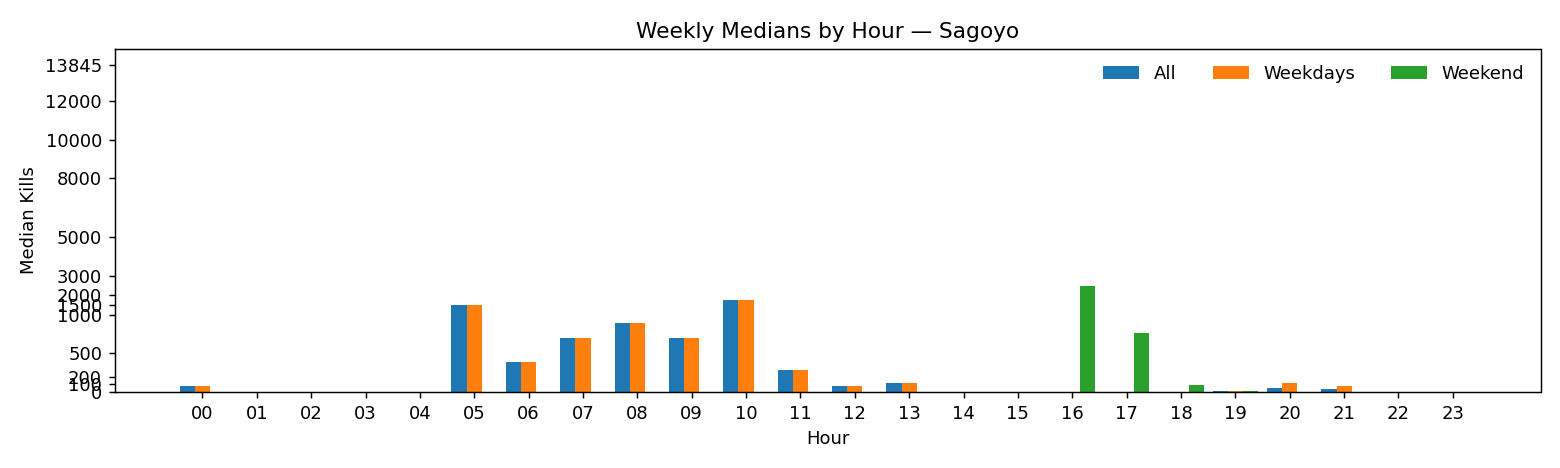 Weekly Medians by Hour — Sagoyo
All Weekdays Weekend
Median Kills
13845
12000
10000
8000
5000
3000
2000
1500
1000
500
200
100
0
00 01 02 03 04 05 06 07 08 09 10 11 12 13 14 15 16 17 18 19 20 21 22 23
Hour